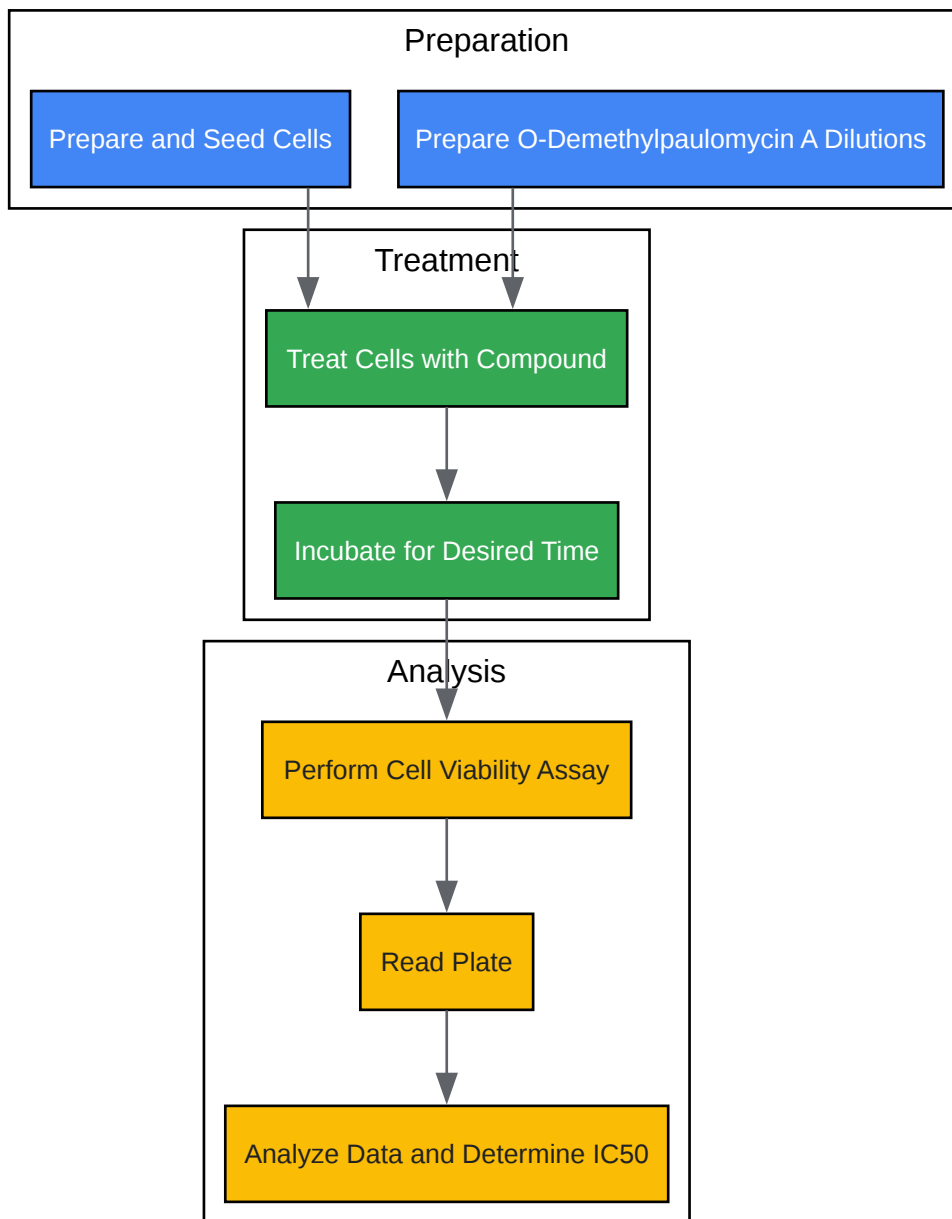 Preparation
Prepare and Seed Cells
Prepare O-Demethylpaulomycin A Dilutions
Treatment
Treat Cells with Compound
Incubate for Desired Time
Analysis
Perform Cell Viability Assay
Read Plate
Analyze Data and Determine IC50